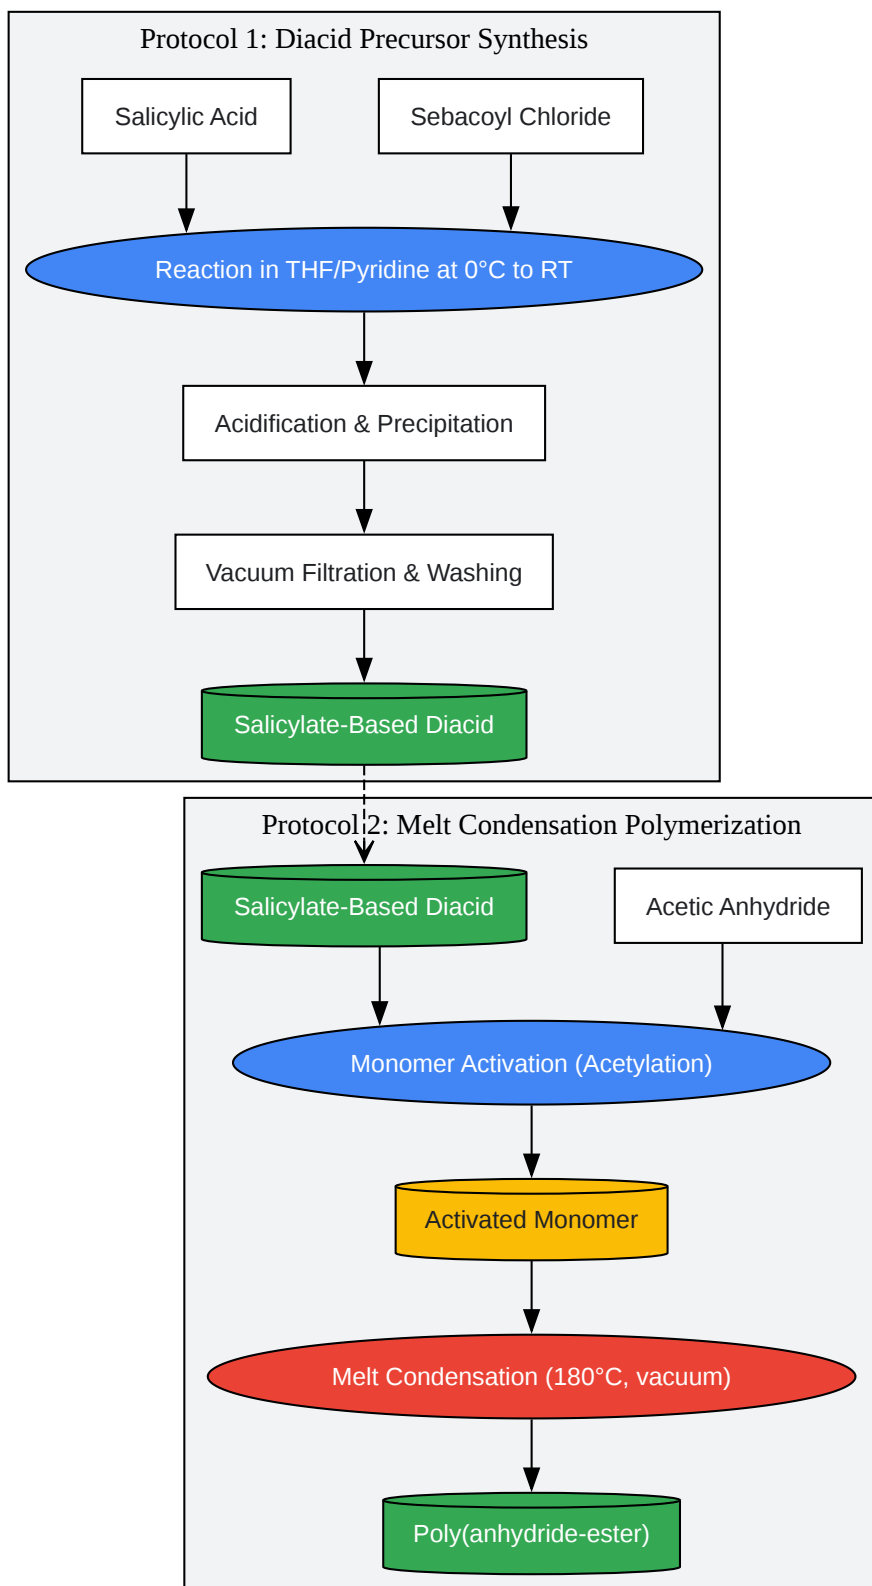 Protocol 1: Diacid Precursor Synthesis
Salicylic Acid
Sebacoyl Chloride
Reaction in THF/Pyridine at 0°C to RT
Acidification & Precipitation
Vacuum Filtration & Washing
Salicylate-Based Diacid
Protocol 2: Melt Condensation Polymerization
Salicylate-Based Diacid
Acetic Anhydride
Monomer Activation (Acetylation)
Activated Monomer
Melt Condensation (180°C, vacuum)
Poly(anhydride-ester)